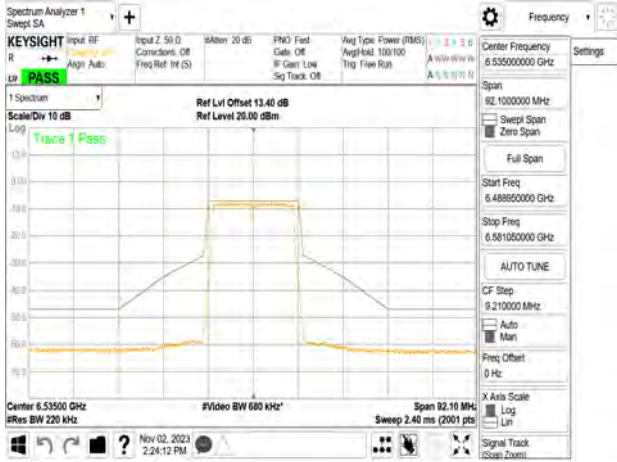 Spectrum Analyzer 1
Swept SA
Frequency
KEYSIGHT
Input: RF
Input Z: 50 Ω
#Atten: 20 dB
PNO: Fast
Avg Type: Power (RMS)
Corrections: Off
Gate: Off
Avg|Hold: 100/100
R
Align: Auto
Freq Ref: Int (S)
IF Gain: Low
Trig: Free Run
Sig Track: Off
PASS
1 Spectrum
Scale/Div 10 dB
Ref Lvl Offset 13.40 dB
Ref Level 20.00 dBm
Log
Trace 1 Pass
Center 6.53500 GHz
#Video BW 680 kHz*
Span 92.10 MHz
#Res BW 220 kHz
Sweep 2.40 ms (2001 pts)
Nov 02, 2023
2:24:12 PM
Center Frequency
6.535000000 GHz
Settings
Span
92.1000000 MHz
Swept Span
Zero Span
Full Span
Start Freq
6.488950000 GHz
Stop Freq
6.581050000 GHz
AUTO TUNE
CF Step
9.210000 MHz
Auto
Man
Freq Offset
0 Hz
X Axis Scale
Log
Lin
Signal Track
(Span Zoom)